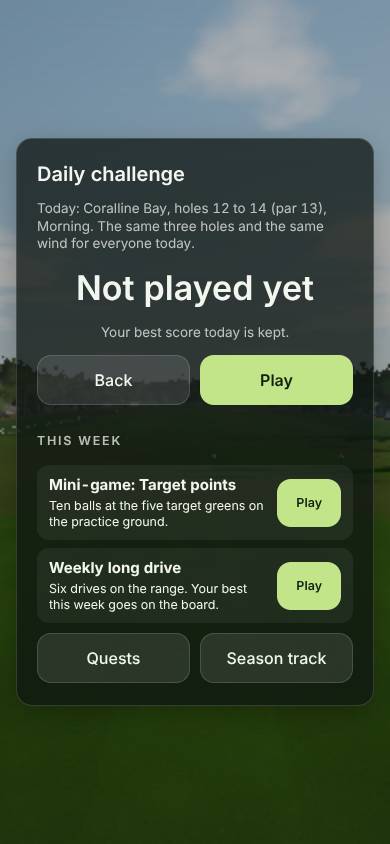 Daily challenge
Today: Coralline Bay, holes 12 to 14 (par 13),
Morning. The same three holes and the same
wind for everyone today.
Not played yet
Your best score today is kept.
Back
Play
THIS WEEK
Mini-game: Target points
Ten balls at the five target greens on
the practice ground.
Play
Weekly long drive
Six drives on the range. Your best
this week goes on the board.
Play
Quests
Season track